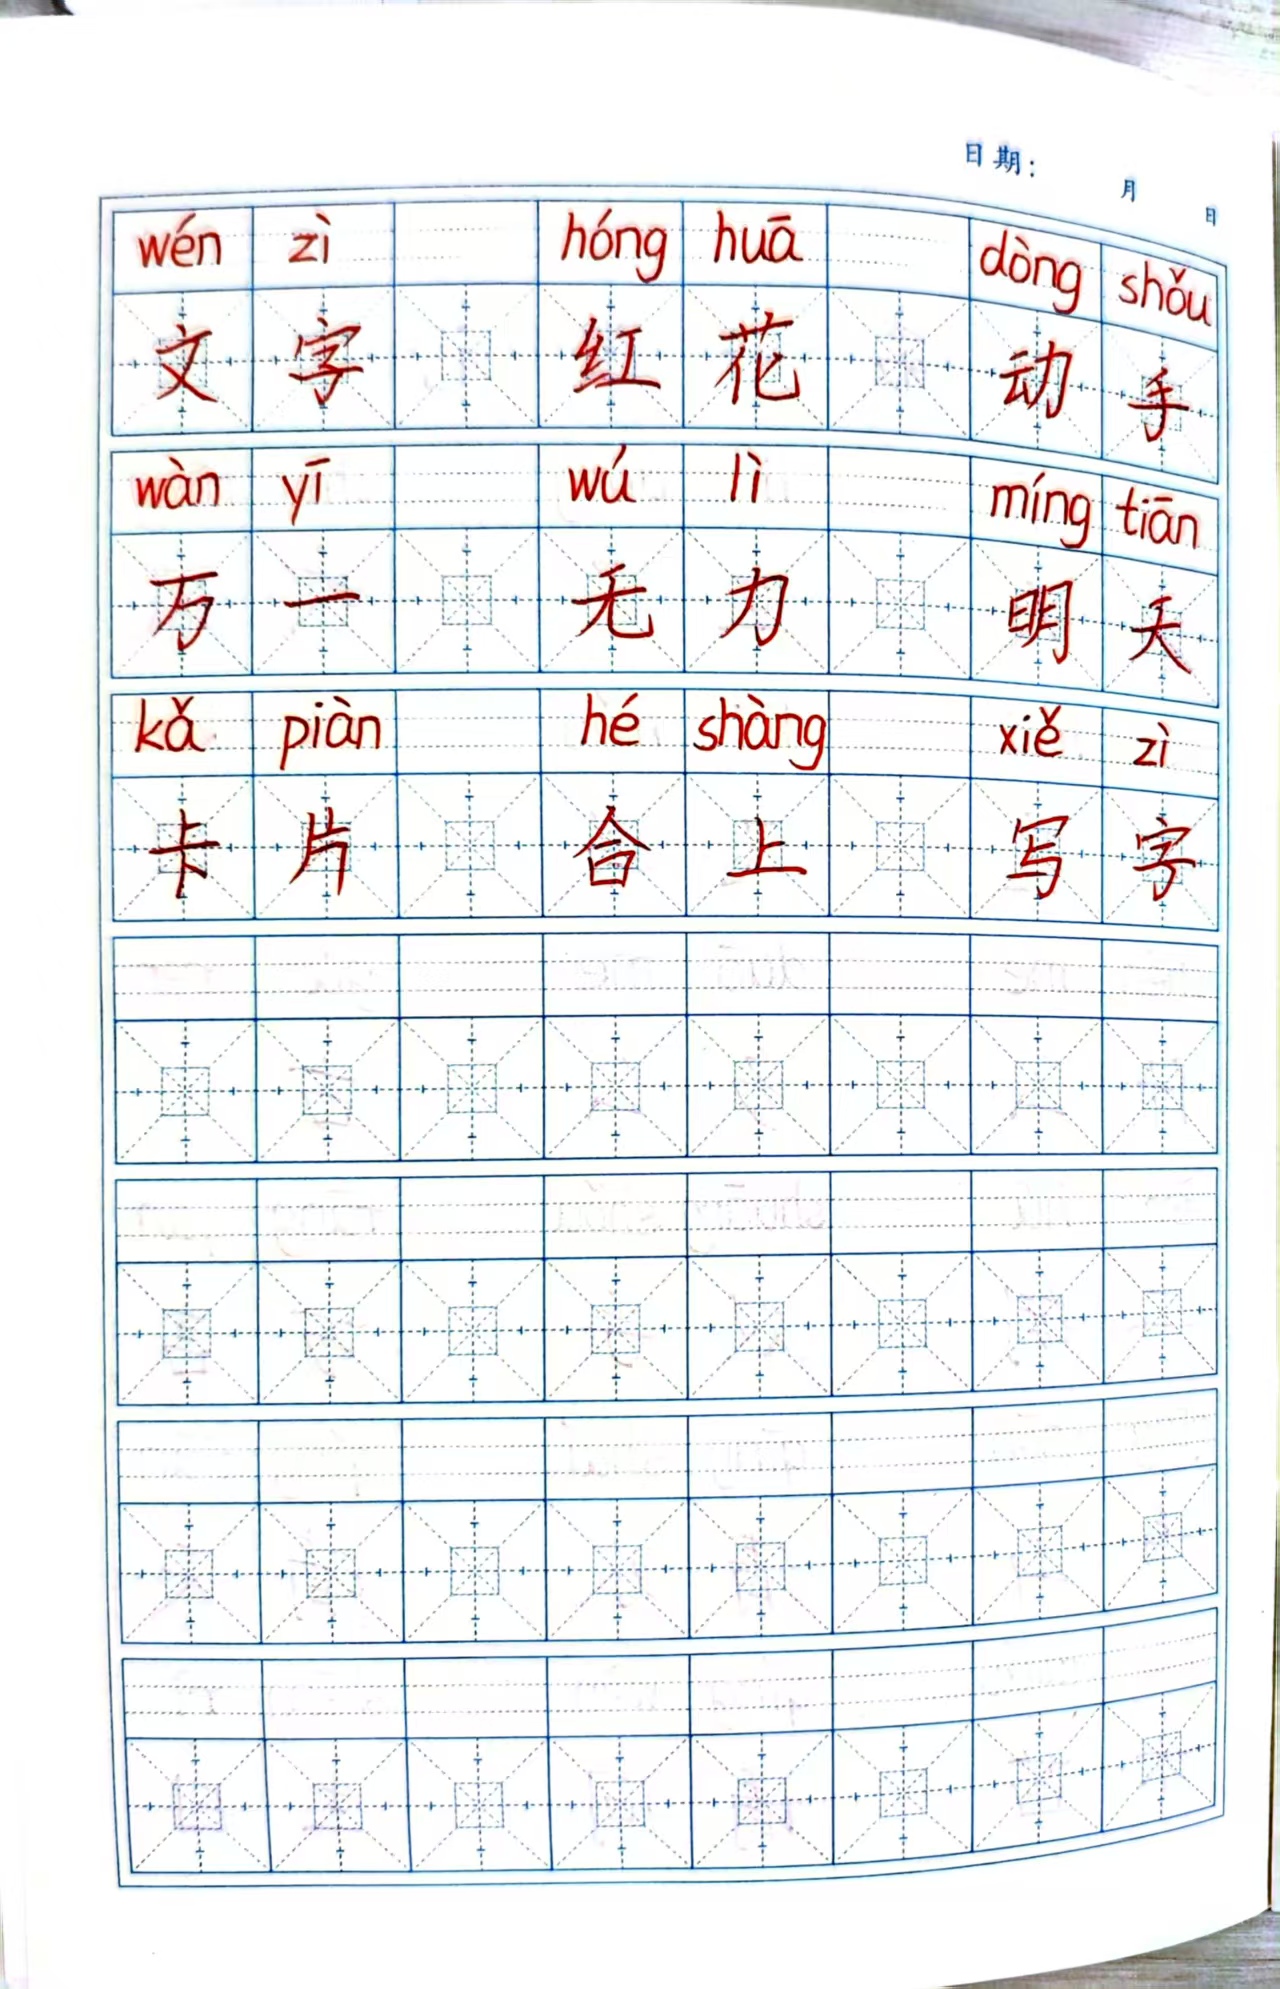 日期： 月 日
wén zì hóng huā dòng shǒu
文字 红花 动手
wàn yī wú lì míng tiān
万一 无力 明天
kǎ piàn hé shàng xiě zì
卡片 合上 写字